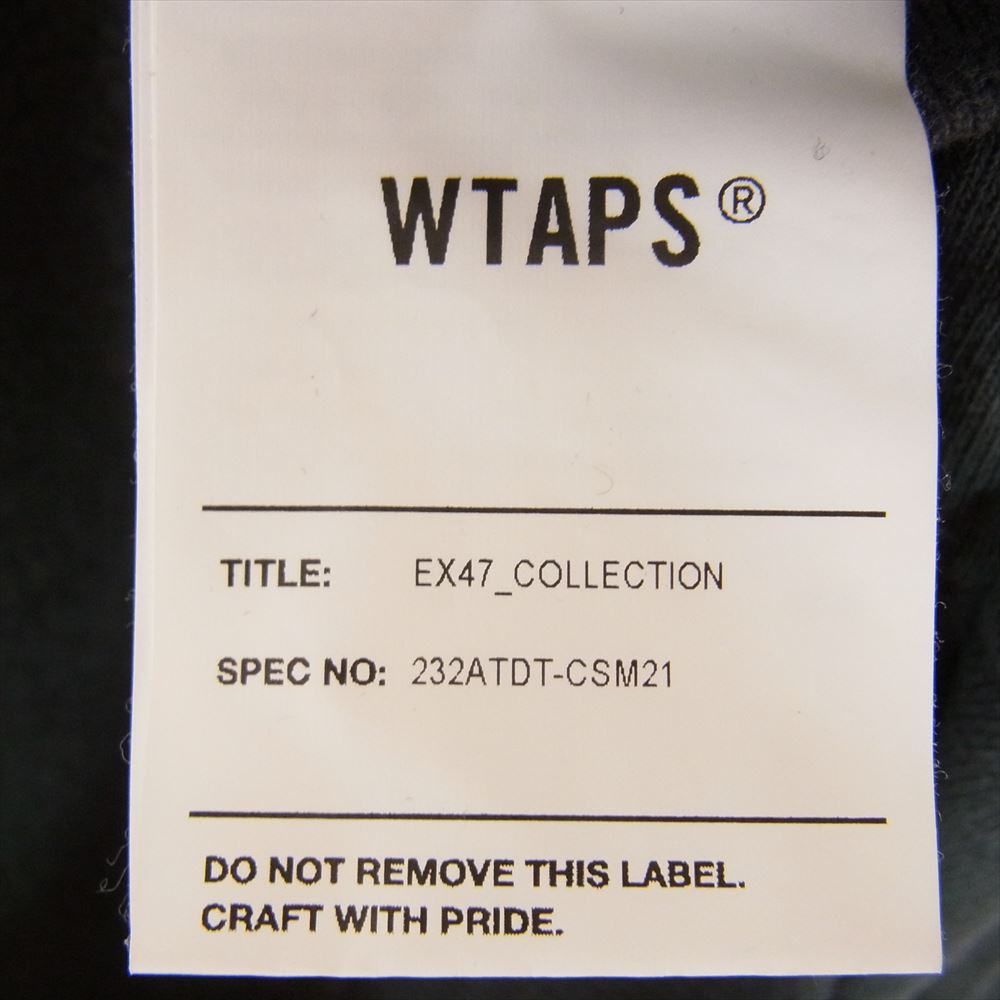 WTAPS®
TITLE: EX47_COLLECTION
SPEC NO: 232ATDT-CSM21
DO NOT REMOVE THIS LABEL.
CRAFT WITH PRIDE.